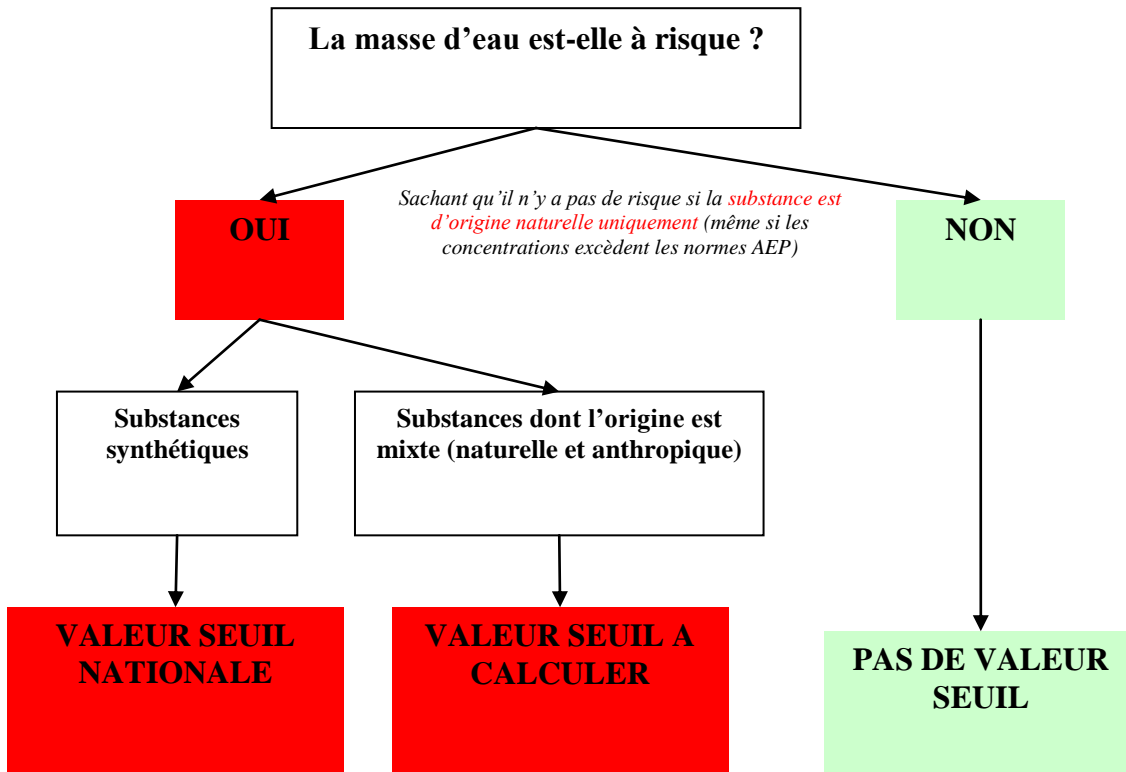 La masse d'eau est-elle à risque ?
Sachant qu'il n'y a pas de risque si la substance est
d'origine naturelle uniquement (même si les
concentrations excèdent les normes AEP)
OUI
NON
Substances
synthétiques
Substances dont l'origine est
mixte (naturelle et anthropique)
VALEUR SEUIL
NATIONALE
VALEUR SEUIL A
CALCULER
PAS DE VALEUR
SEUIL